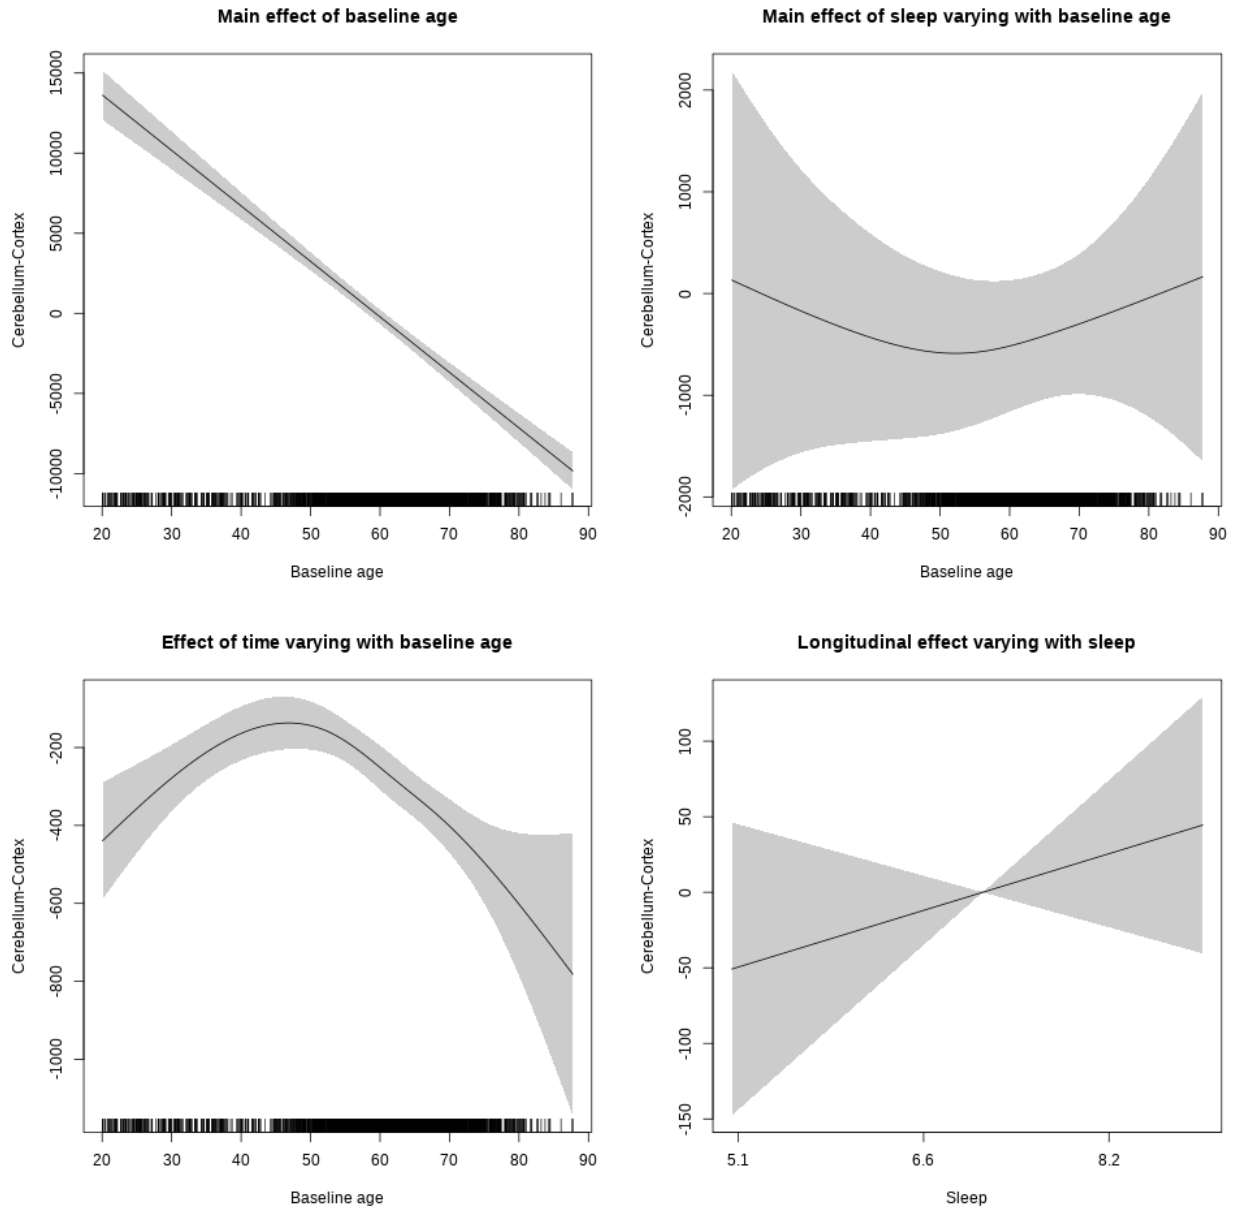 Main effect of baseline age
Cerebellum-Cortex
15000
10000
5000
0
-5000
-10000
20 30 40 50 60 70 80 90
Baseline age
Main effect of sleep varying with baseline age
Cerebellum-Cortex
2000
1000
0
-1000
-2000
20 30 40 50 60 70 80 90
Baseline age
Effect of time varying with baseline age
Cerebellum-Cortex
-200
-400
-600
-800
-1000
20 30 40 50 60 70 80 90
Baseline age
Longitudinal effect varying with sleep
Cerebellum-Cortex
100
50
0
-50
-100
-150
5.1 6.6 8.2
Sleep